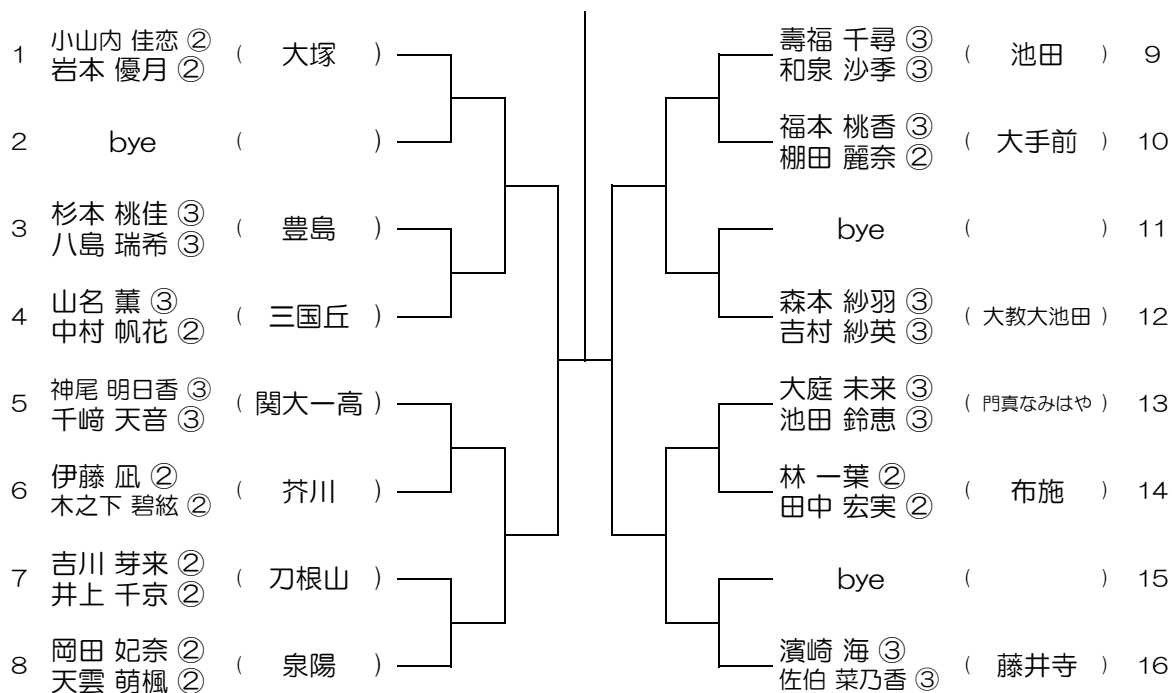 1 小山内 佳恋 ② ( 大塚 )
岩本 優月 ②
2 bye ( )
3 杉本 桃佳 ③ ( 豊島 )
八島 瑞希 ③
4 山名 薫 ③ ( 三国丘 )
中村 帆花 ②
5 神尾 明日香 ③ ( 関大一高 )
千﨑 天音 ③
6 伊藤 凪 ② ( 芥川 )
木之下 碧絃 ②
7 吉川 芽来 ② ( 刀根山 )
井上 千京 ②
8 岡田 妃奈 ② ( 泉陽 )
天雲 萌楓 ②
壽福 千尋 ③ ( 池田 ) 9
和泉 沙季 ③
福本 桃香 ③ ( 大手前 ) 10
棚田 麗奈 ②
bye ( ) 11
森本 紗羽 ③ ( 大教大池田 ) 12
吉村 紗英 ③
大庭 未来 ③ ( 門真なみはや ) 13
池田 鈴恵 ③
林 一葉 ② ( 布施 ) 14
田中 宏実 ②
bye ( ) 15
濱崎 海 ③ ( 藤井寺 ) 16
佐伯 菜乃香 ③